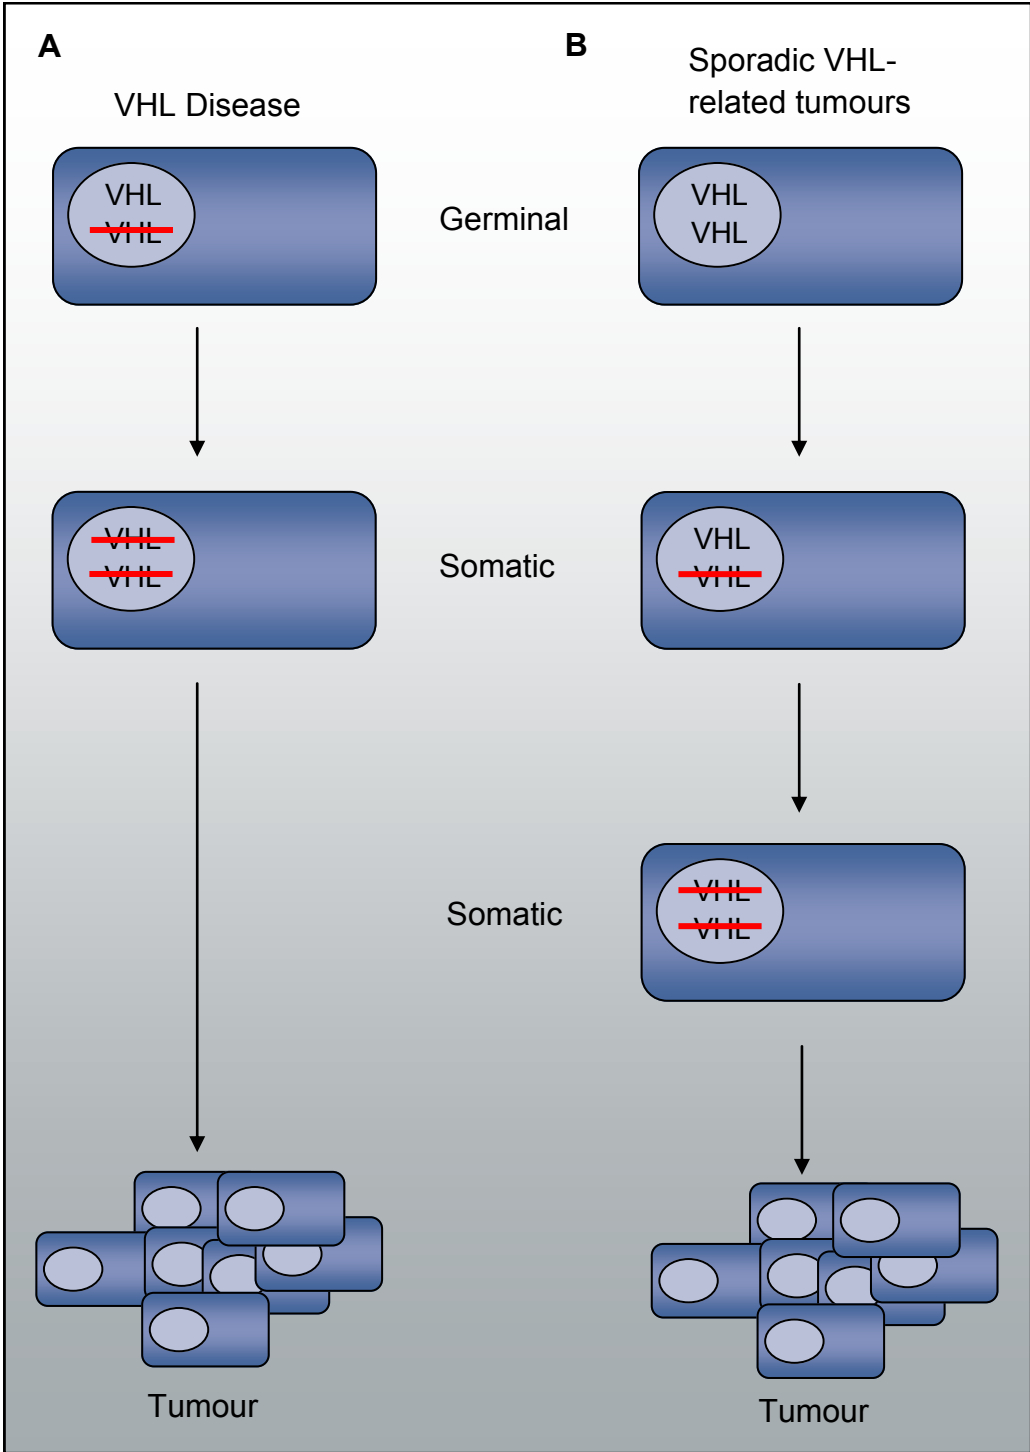 A
VHL Disease
B
Sporadic VHL-
related tumours
VHL
VHL
Germinal
VHL
VHL
VHL
VHL
Somatic
VHL
VHL
Somatic
VHL
VHL
Tumour
Tumour